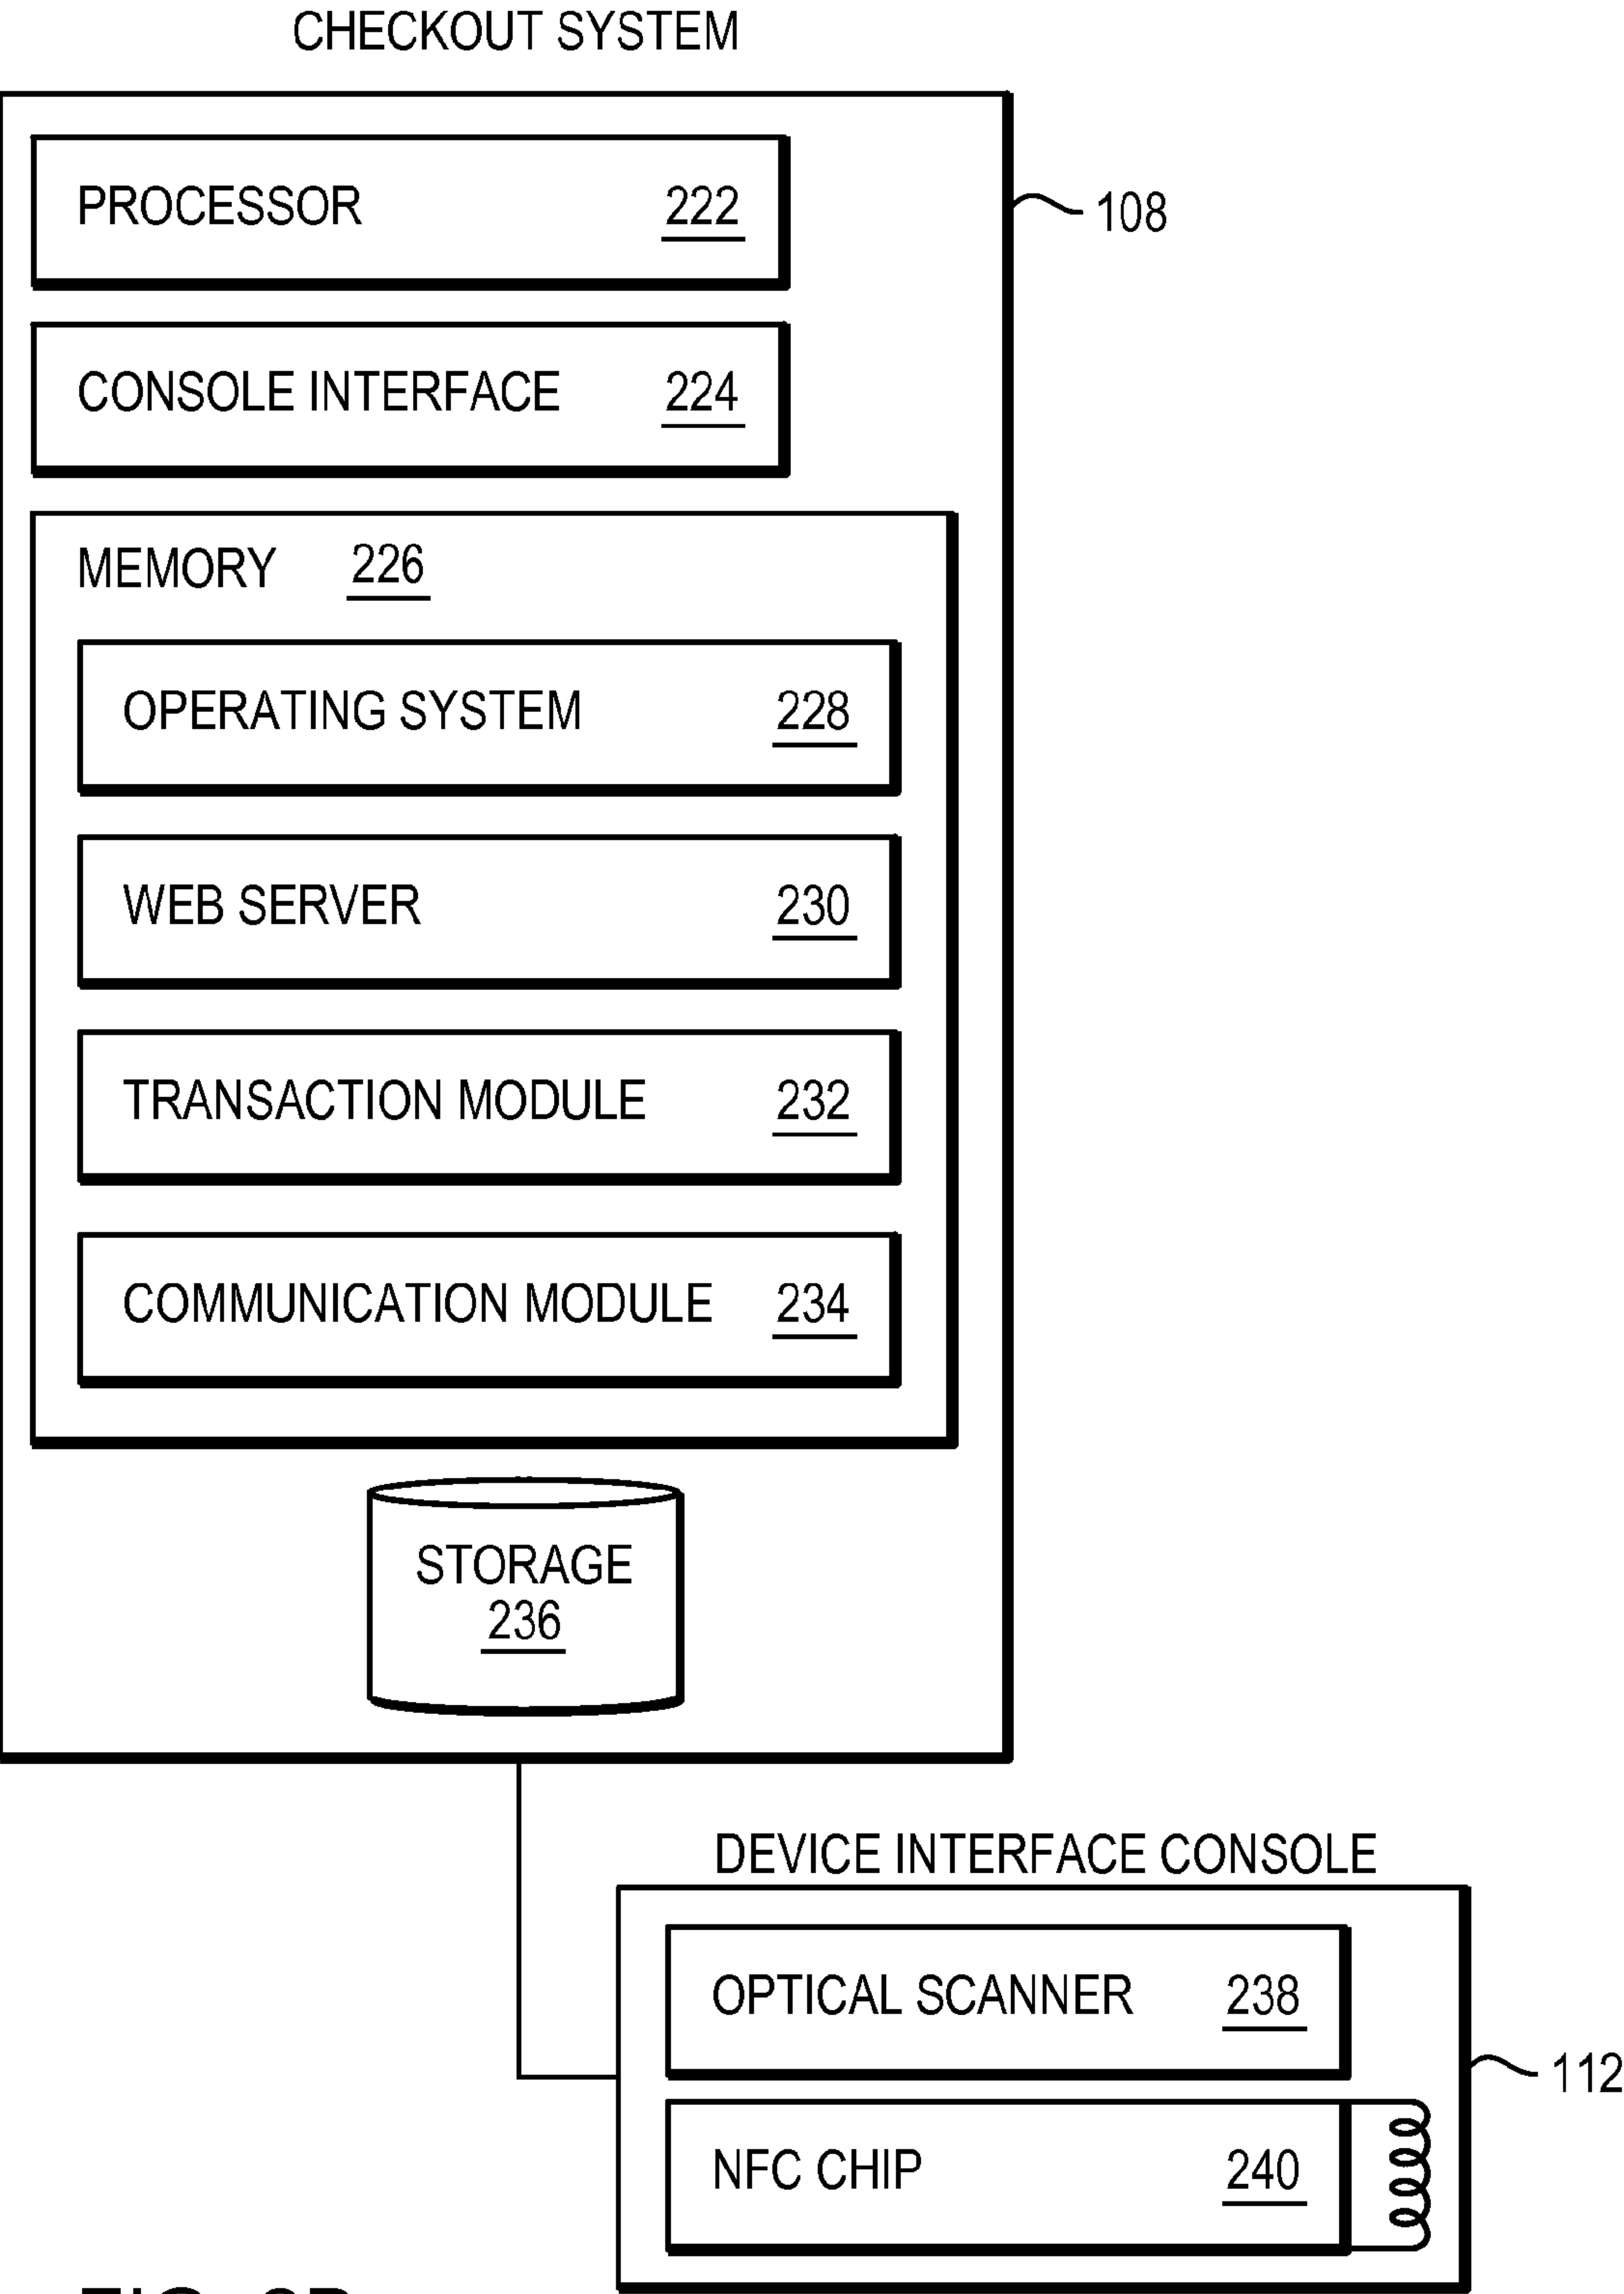 CHECKOUT SYSTEM
PROCESSOR 222
108
CONSOLE INTERFACE 224
MEMORY 226
OPERATING SYSTEM 228
WEB SERVER 230
TRANSACTION MODULE 232
COMMUNICATION MODULE 234
STORAGE
236
DEVICE INTERFACE CONSOLE
OPTICAL SCANNER 238
112
NFC CHIP 240